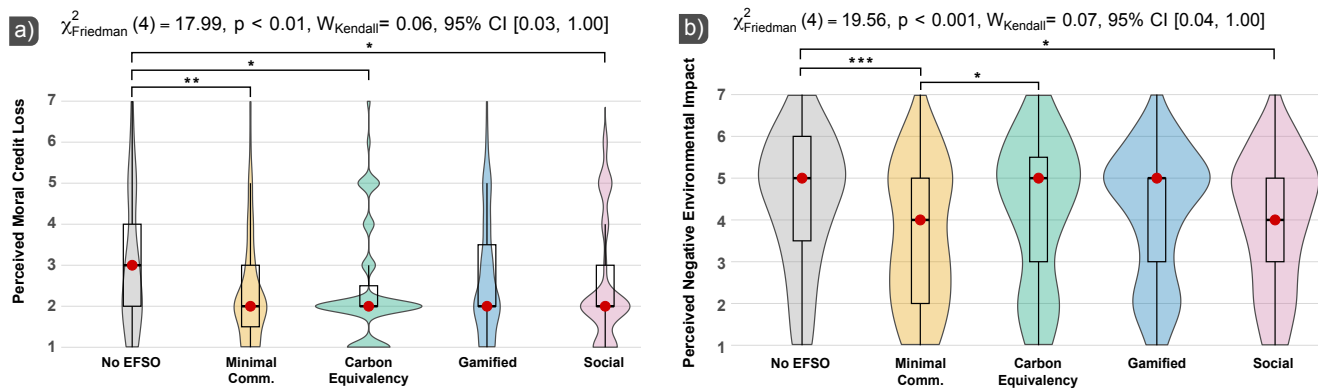 a)
χ²Friedman (4) = 17.99, p < 0.01, WKendall= 0.06, 95% CI [0.03, 1.00]
*
*
**
Perceived Moral Credit Loss
7
6
5
4
3
2
1
No EFSO
Minimal
Comm.
Carbon
Equivalency
Gamified
Social
b)
χ²Friedman (4) = 19.56, p < 0.001, WKendall= 0.07, 95% CI [0.04, 1.00]
*
***
*
Perceived Negative Environmental Impact
7
6
5
4
3
2
1
No EFSO
Minimal
Comm.
Carbon
Equivalency
Gamified
Social